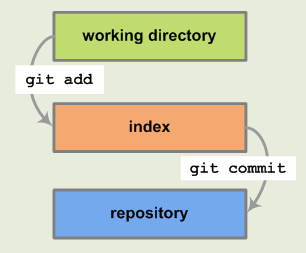 working directory
git add
index
git commit
repository